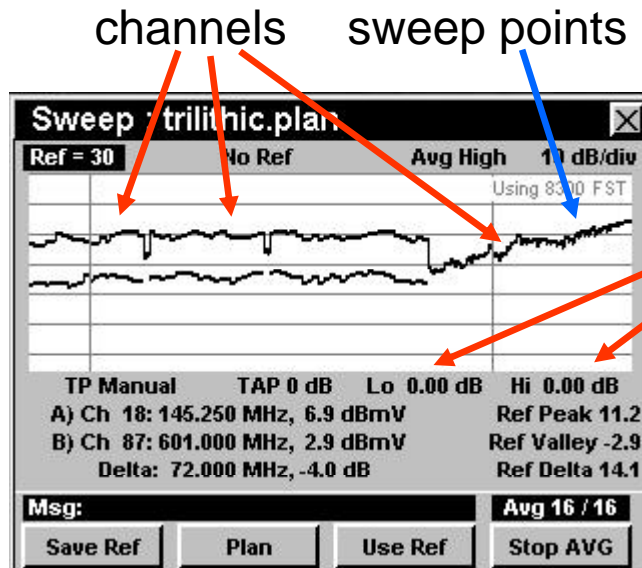 channels sweep points
Sweep : trilithic.plan
Ref = 30 No Ref Avg High 10 dB/div
Using 8300 FST
TP Manual TAP 0 dB Lo 0.00 dB Hi 0.00 dB
A) Ch 18: 145.250 MHz, 6.9 dBmV Ref Peak 11.2
B) Ch 87: 601.000 MHz, 2.9 dBmV Ref Valley -2.9
Delta: 72.000 MHz, -4.0 dB Ref Delta 14.1
Msg: Avg 16 / 16
Save Ref Plan Use Ref Stop AVG